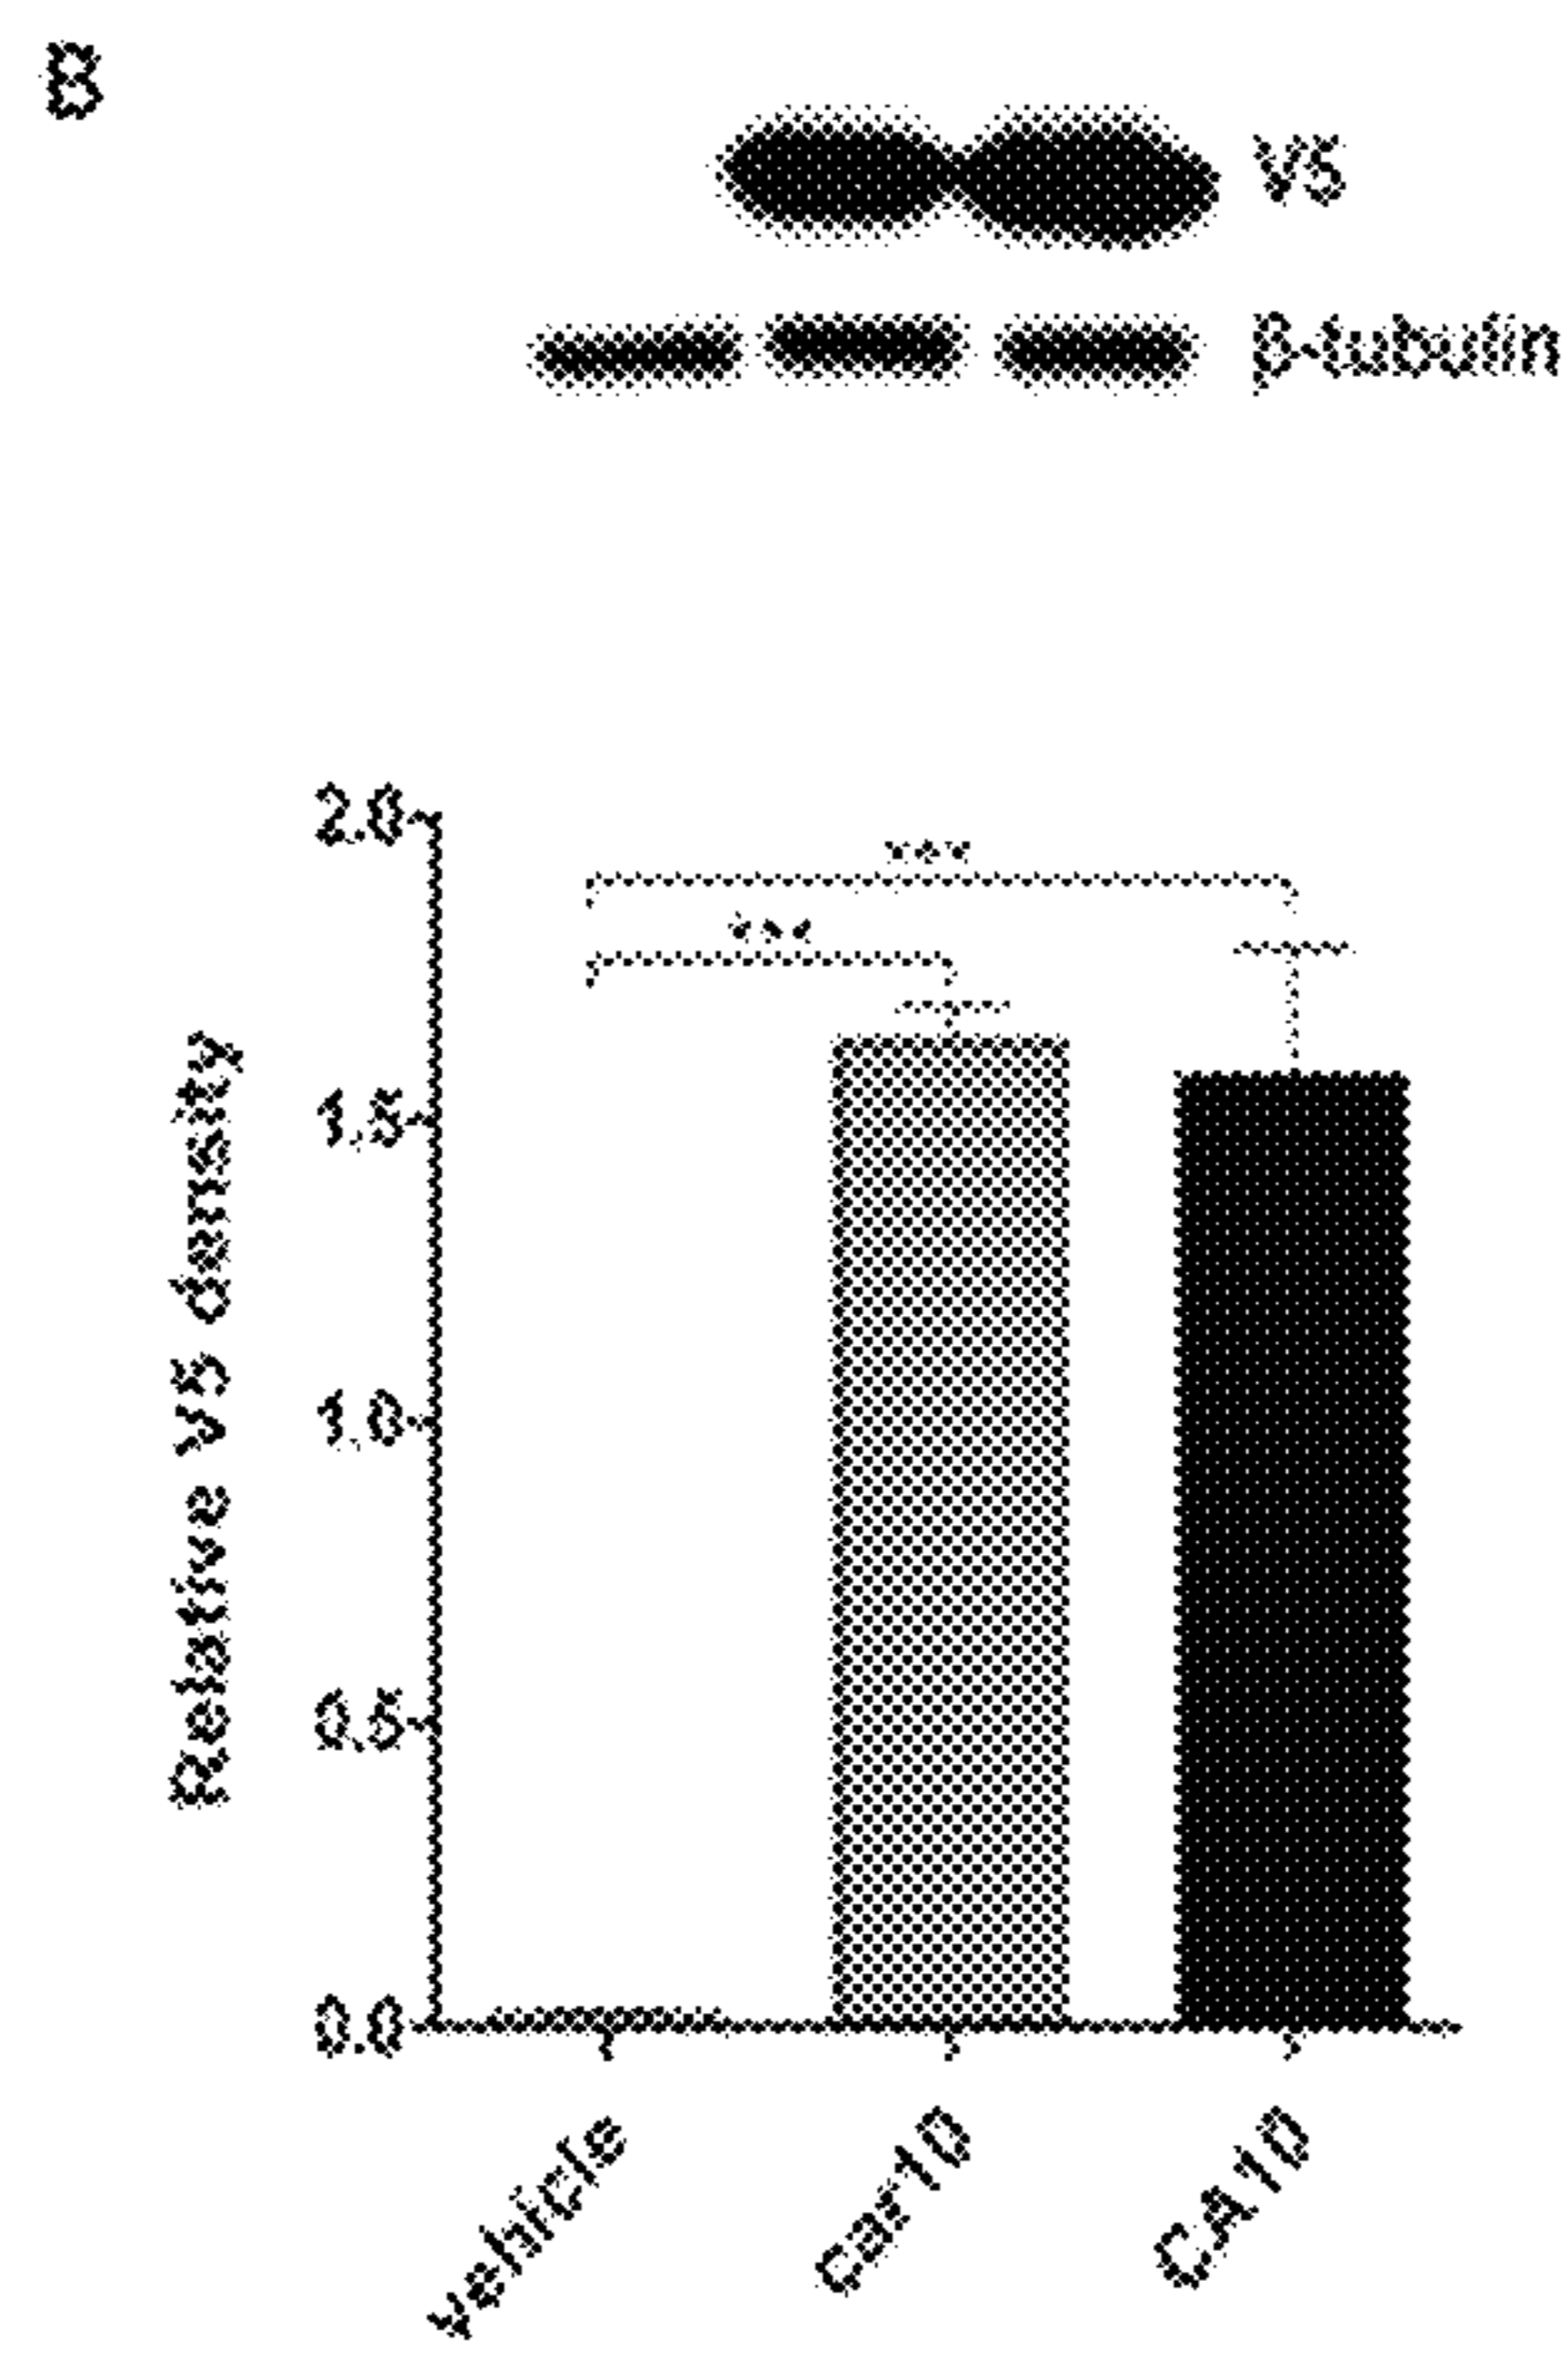 B
V5
β-tubulin
2.0
***
***
1.5
1.0
0.5
0.0
Relative V5 density
vehicle
car10
CA10